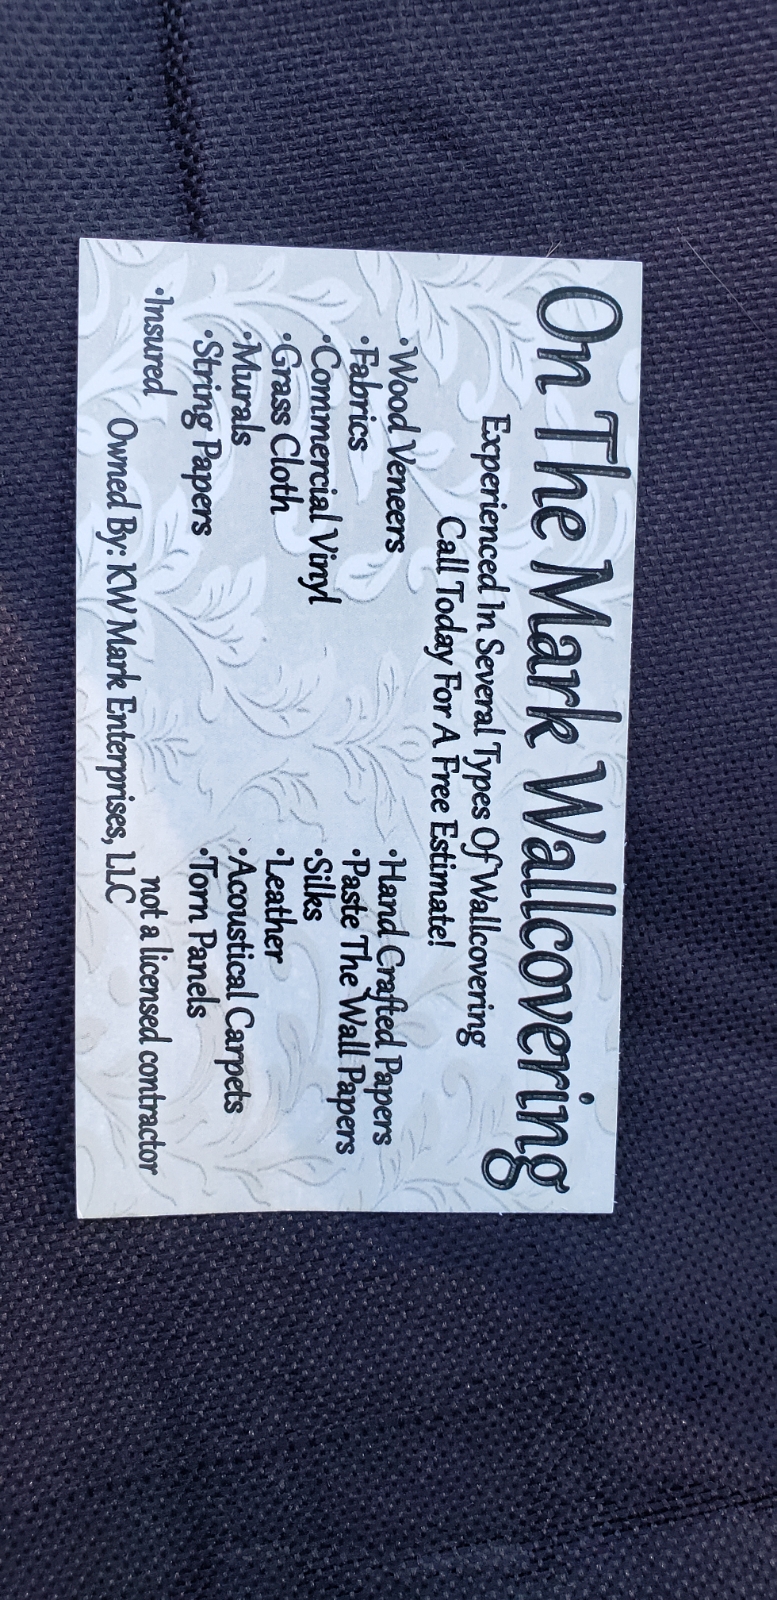 On The Mark Wallcovering
Experienced In Several Types Of Wallcovering
Call Today For A Free Estimate!
•Wood Veneers
•Fabrics
•Commercial Vinyl
•Grass Cloth
•Murals
•String Papers
•Hand Crafted Papers
•Paste The Wall Papers
•Silks
•Leather
•Acoustical Carpets
•Torn Panels
•Insured
not a licensed contractor
Owned By: KW Mark Enterprises, LLC